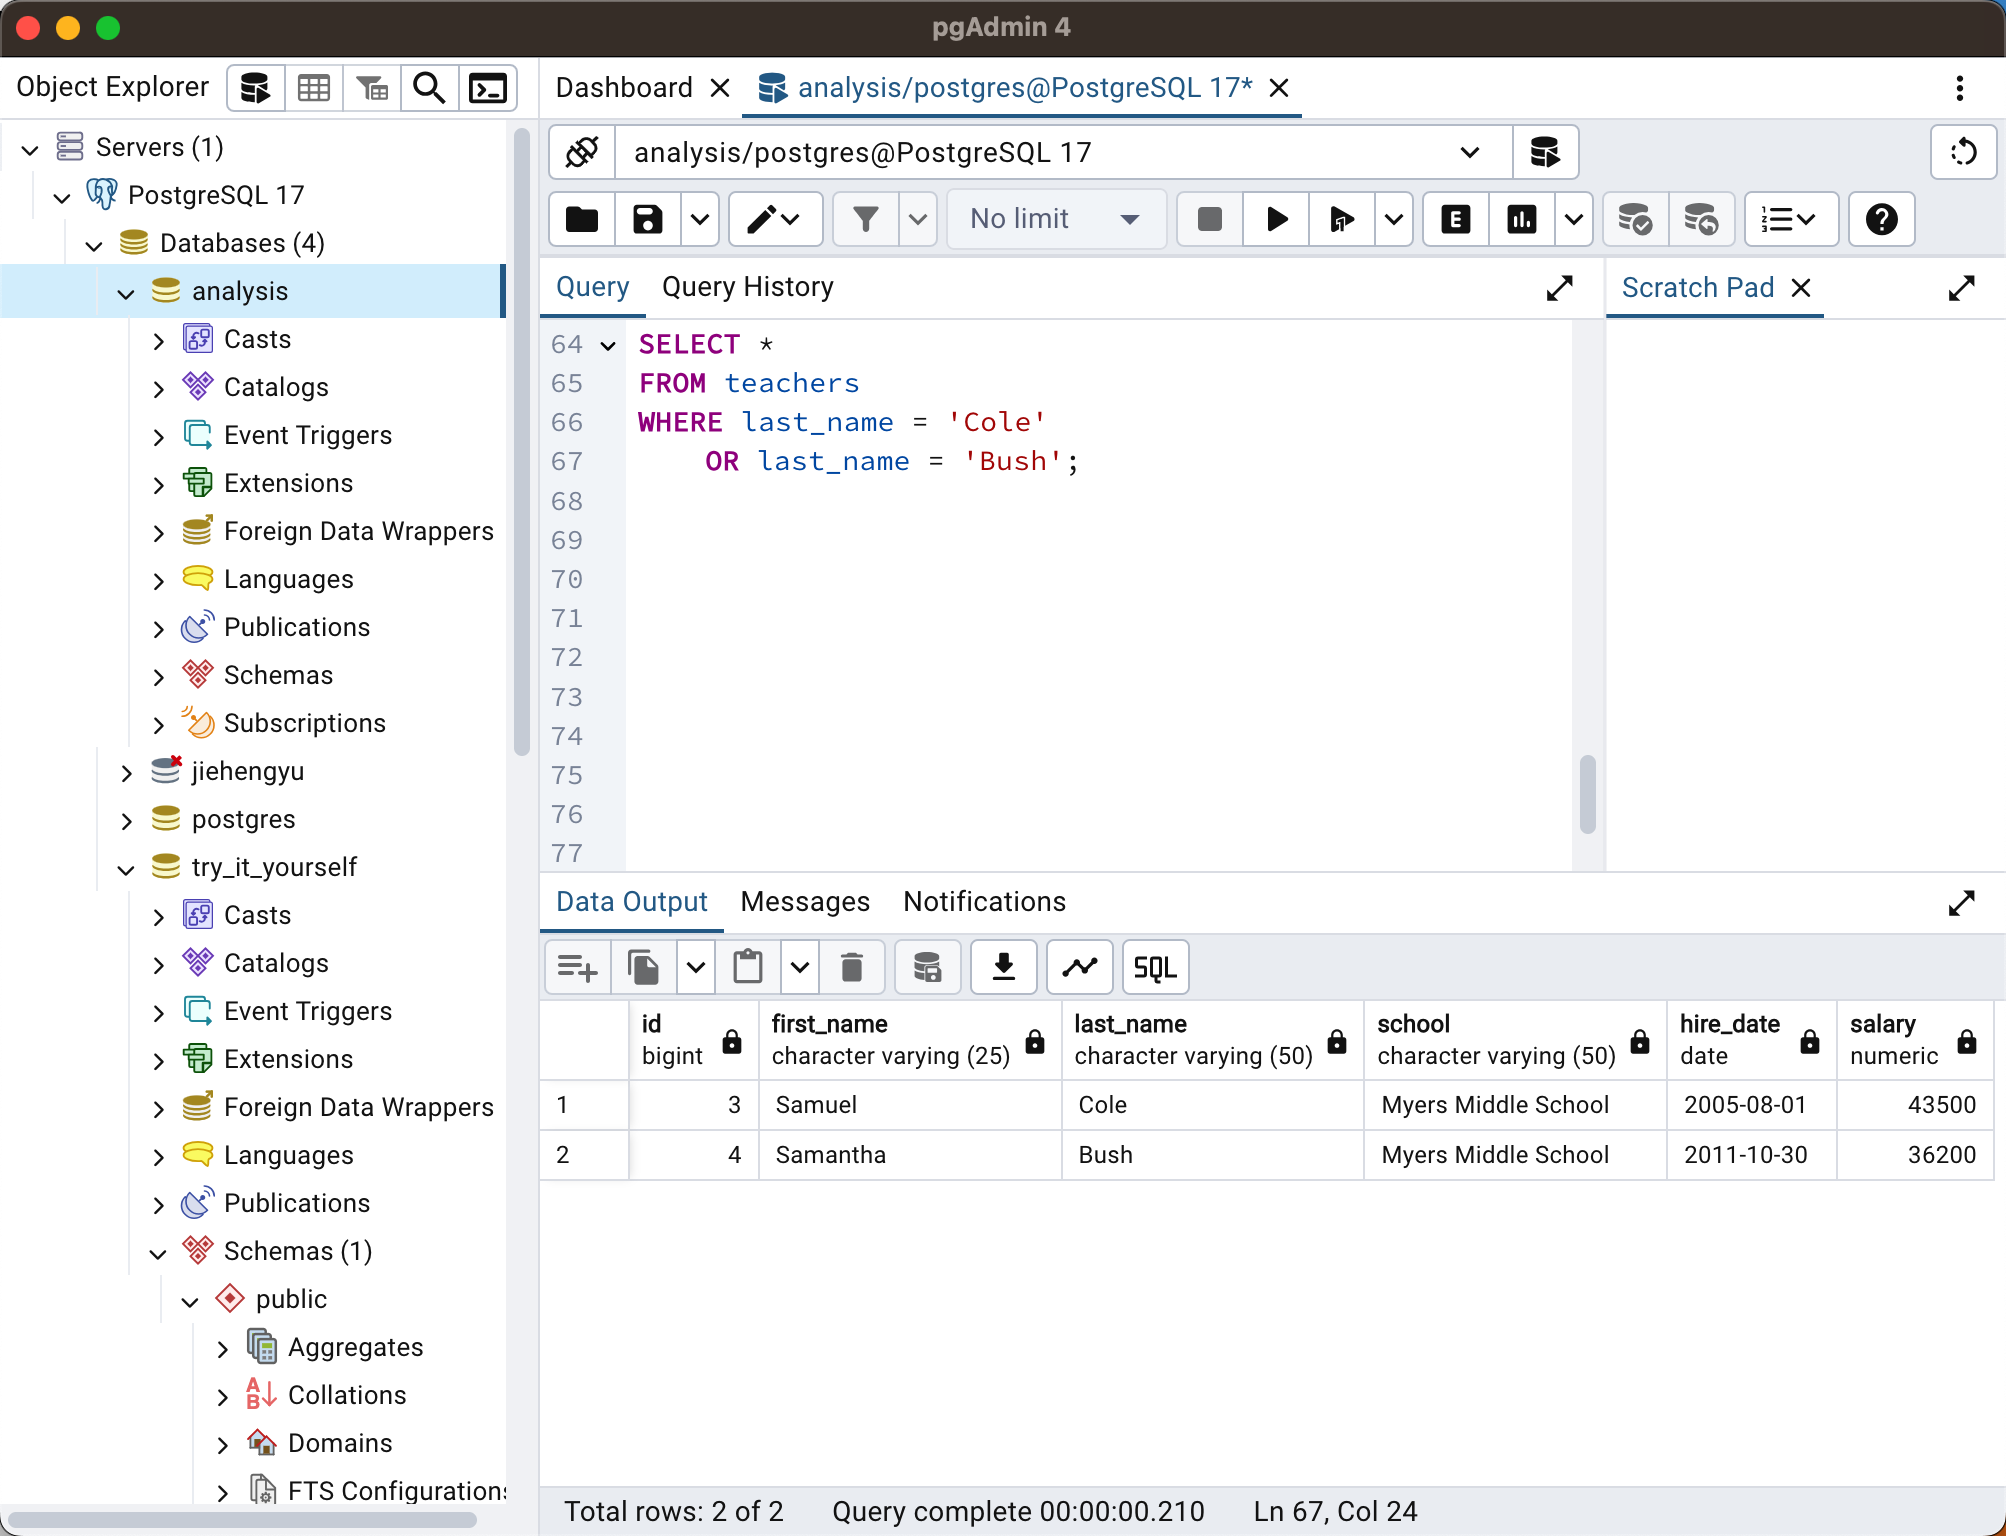 pgAdmin 4
Object Explorer
Servers (1)
PostgreSQL 17
Databases (4)
analysis
Casts
Catalogs
Event Triggers
Extensions
Foreign Data Wrappers
Languages
Publications
Schemas
Subscriptions
jiehengyu
postgres
try_it_yourself
Casts
Catalogs
Event Triggers
Extensions
Foreign Data Wrappers
Languages
Publications
Schemas (1)
public
Aggregates
Collations
Domains
FTS Configurations
Dashboard analysis/postgres@PostgreSQL 17*
analysis/postgres@PostgreSQL 17
No limit E
Query Query History Scratch Pad
64 SELECT *
65 FROM teachers
66 WHERE last_name = 'Cole'
67 OR last_name = 'Bush';
68
69
70
71
72
73
74
75
76
77
Data Output Messages Notifications
SQL
id first_name last_name school hire_date salary
bigint character varying (25) character varying (50) character varying (50) date numeric
1 3 Samuel Cole Myers Middle School 2005-08-01 43500
2 4 Samantha Bush Myers Middle School 2011-10-30 36200
Total rows: 2 of 2 Query complete 00:00:00.210 Ln 67, Col 24